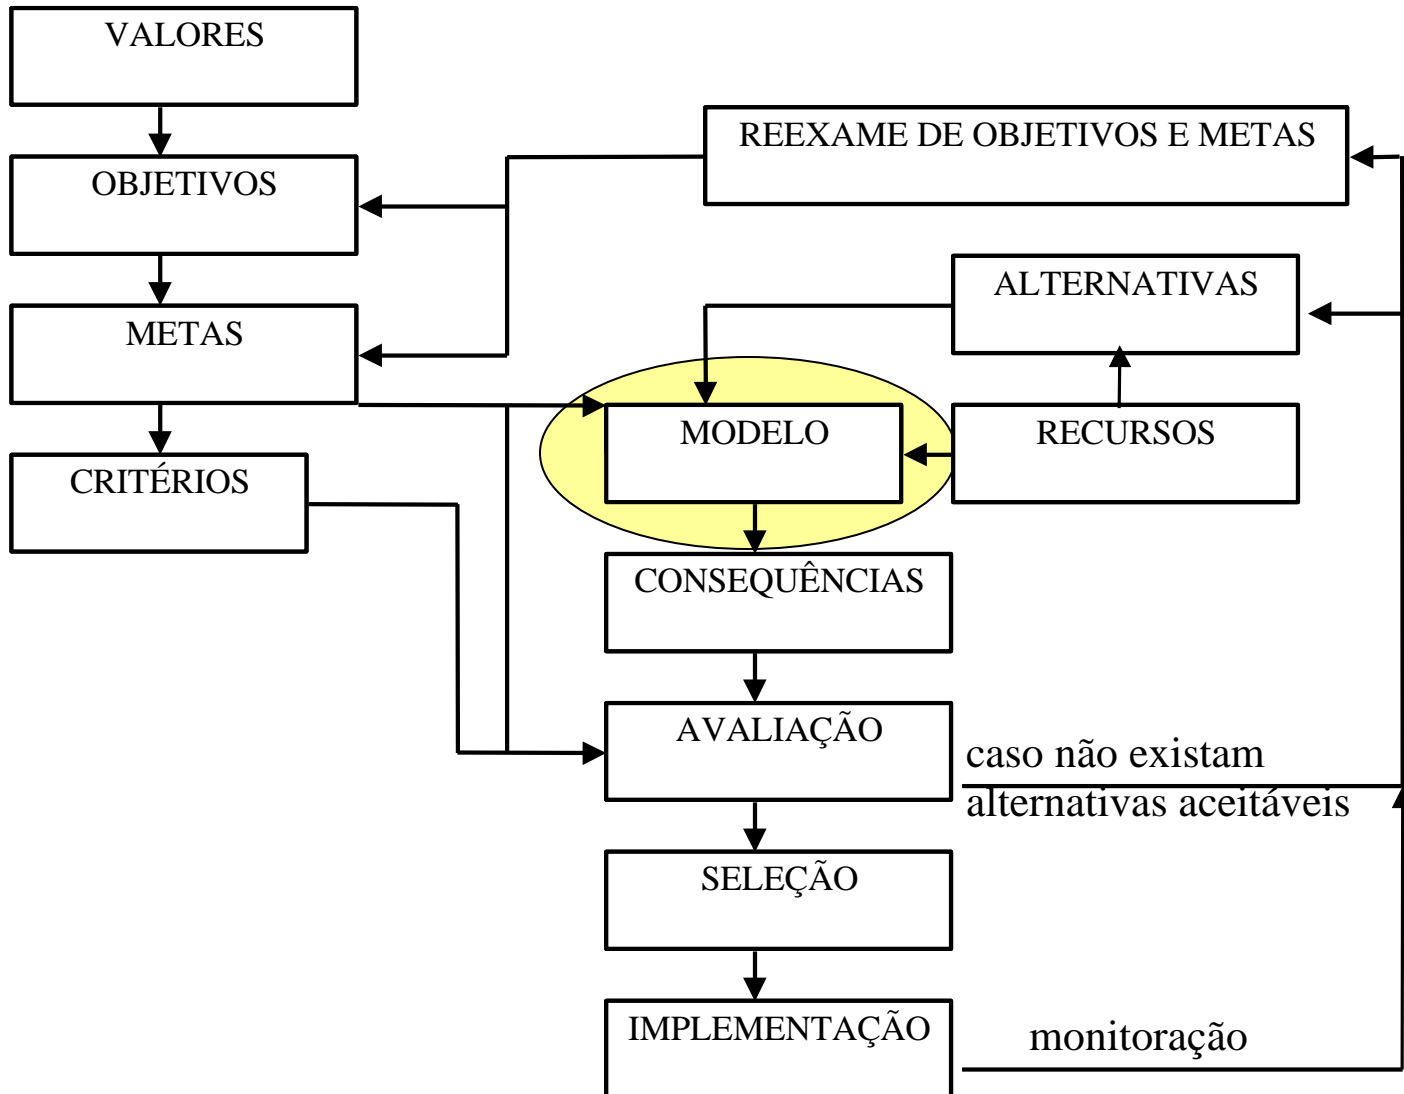 VALORES
REEXAME DE OBJETIVOS E METAS
OBJETIVOS
ALTERNATIVAS
METAS
MODELO
RECURSOS
CRITÉRIOS
CONSEQUÊNCIAS
AVALIAÇÃO
caso não existam
alternativas aceitáveis
SELEÇÃO
IMPLEMENTAÇÃO
monitoração